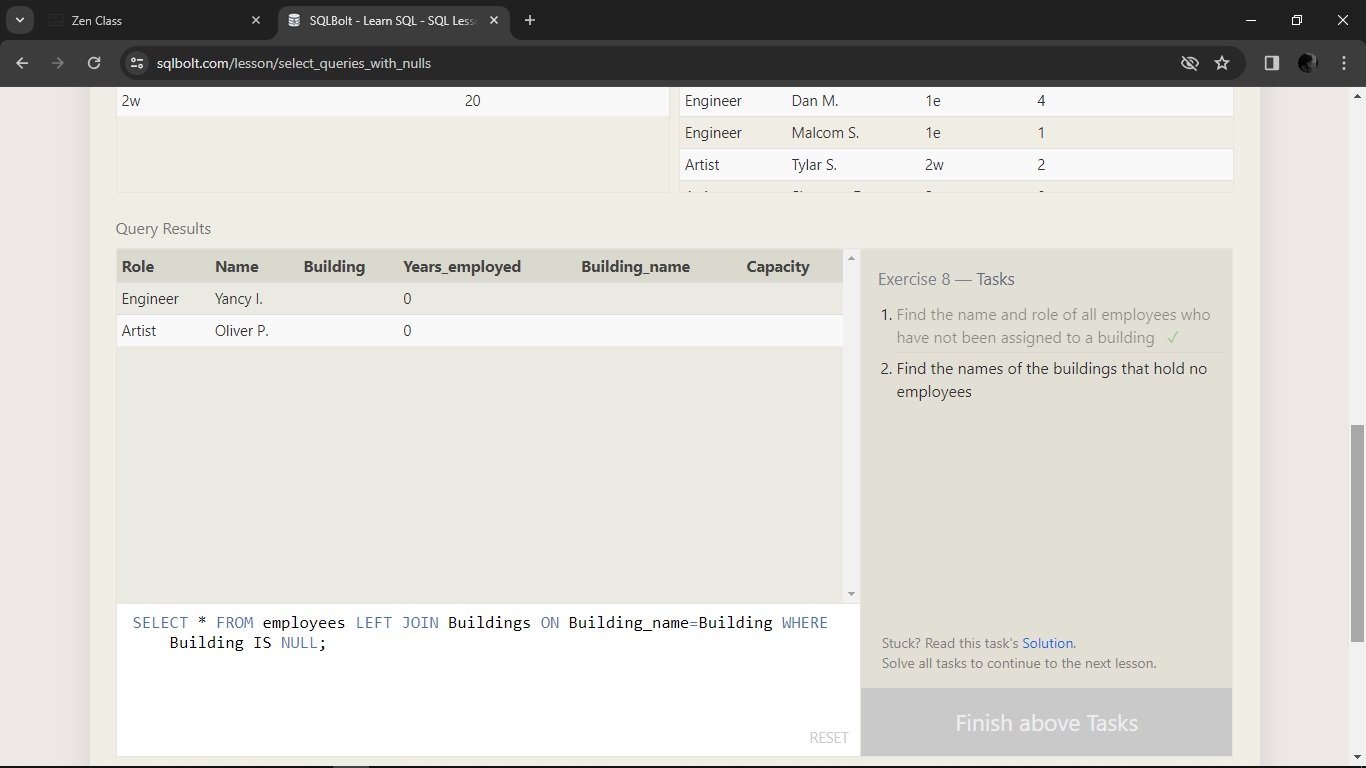 Zen Class
SQLBolt - Learn SQL - SQL Less
sqlbolt.com/lesson/select_queries_with_nulls
2w 20
Engineer Dan M. 1e 4
Engineer Malcom S. 1e 1
Artist Tylar S. 2w 2
Query Results
Role Name Building Years_employed Building_name Capacity
Engineer Yancy I. 0
Artist Oliver P. 0
Exercise 8 — Tasks
1. Find the name and role of all employees who
have not been assigned to a building ✓
2. Find the names of the buildings that hold no
employees
SELECT * FROM employees LEFT JOIN Buildings ON Building_name=Building WHERE
Building IS NULL;
RESET
Stuck? Read this task's Solution.
Solve all tasks to continue to the next lesson.
Finish above Tasks